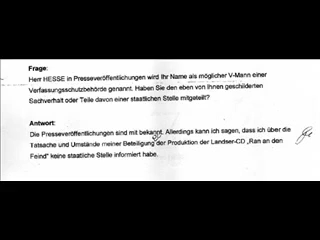 Frage:
Herr HESSE in Presseveröffentlichungen wird Ihr Name als möglicher V-Mann einer
Verfassungsschutzbehörde genannt. Haben Sie den eben von Ihnen geschilderten
Sachverhalt oder Teile davon einer staatlichen Stelle mitgeteilt?
Antwort:
Die Presseveröffentlichungen sind mit bekannt. Allerdings kann ich sagen, dass ich über die
Tatsache und Umstände meiner Beteiligung der Produktion der Landser-CD „Ran an den
Feind" keine staatliche Stelle informiert habe.